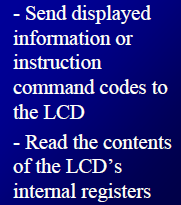 - Send displayed
information or
instruction
command codes to
the LCD
- Read the contents
of the LCD’s
internal registers